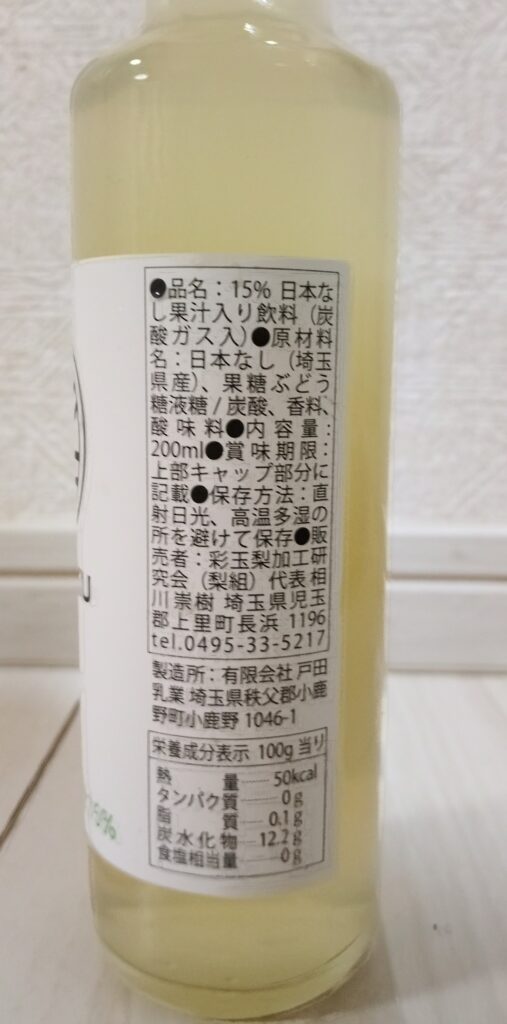 ●品名：15% 日本な
し果汁入り飲料（炭
酸ガス入）●原材料
名：日本なし（埼玉
県産）、果糖ぶどう
糖液糖 / 炭酸、香料、
酸味料●内容量：
200ml●賞味期限：
上部キャップ部分に
記載●保存方法：直
射日光、高温多湿の
所を避けて保存●販
売者：彩玉梨加工研
究会（梨組）代表相
川崇樹 埼玉県児玉
郡上里町長浜 1196
tel.0495-33-5217
製造所：有限会社戸田
乳業 埼玉県秩父郡小鹿
野町小鹿野 1046-1
栄養成分表示 100g 当り
熱量 50kcal
タンパク質 0g
脂質 0.1g
炭水化物 12.2g
食塩相当量 0g